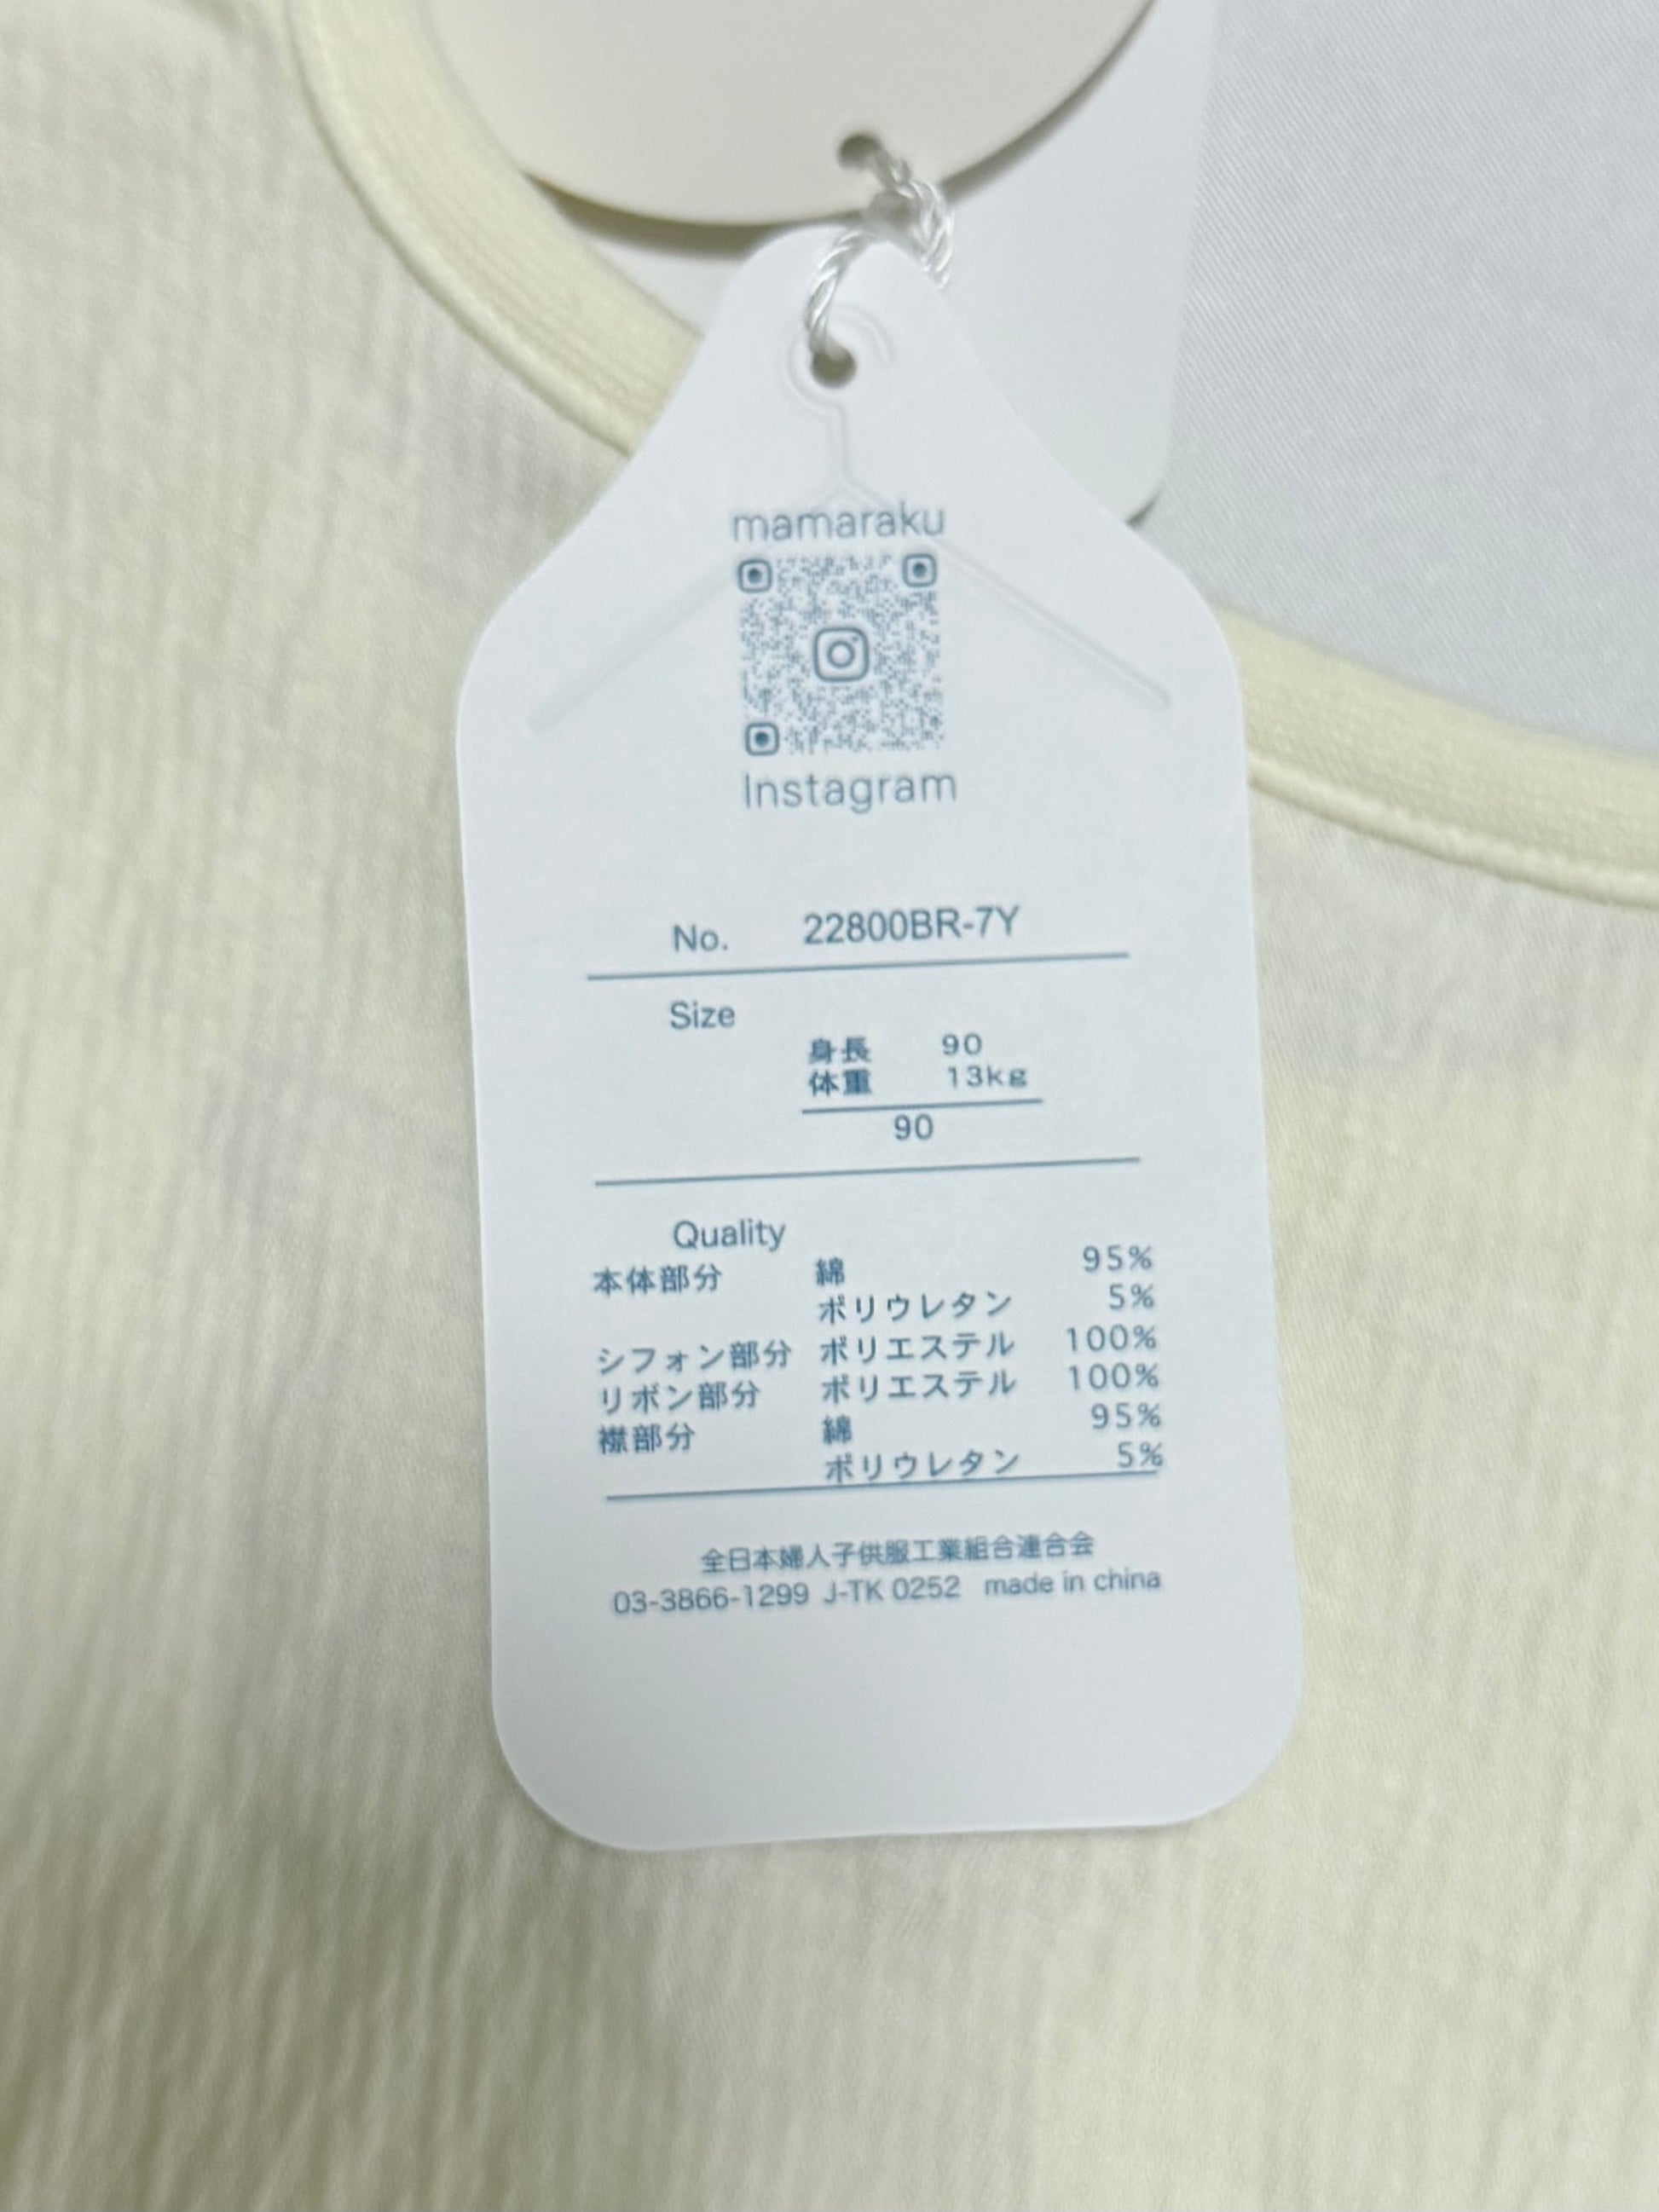 mamaraku
Instagram
No. 22800BR-7Y
Size
身長 90
体重 13kg
90
Quality
本体部分 綿 95%
ポリウレタン 5%
シフォン部分 ポリエステル 100%
リボン部分 ポリエステル 100%
襟部分 綿 95%
ポリウレタン 5%
全日本婦人子供服工業組合連合会
03-3866-1299 J-TK 0252 made in china